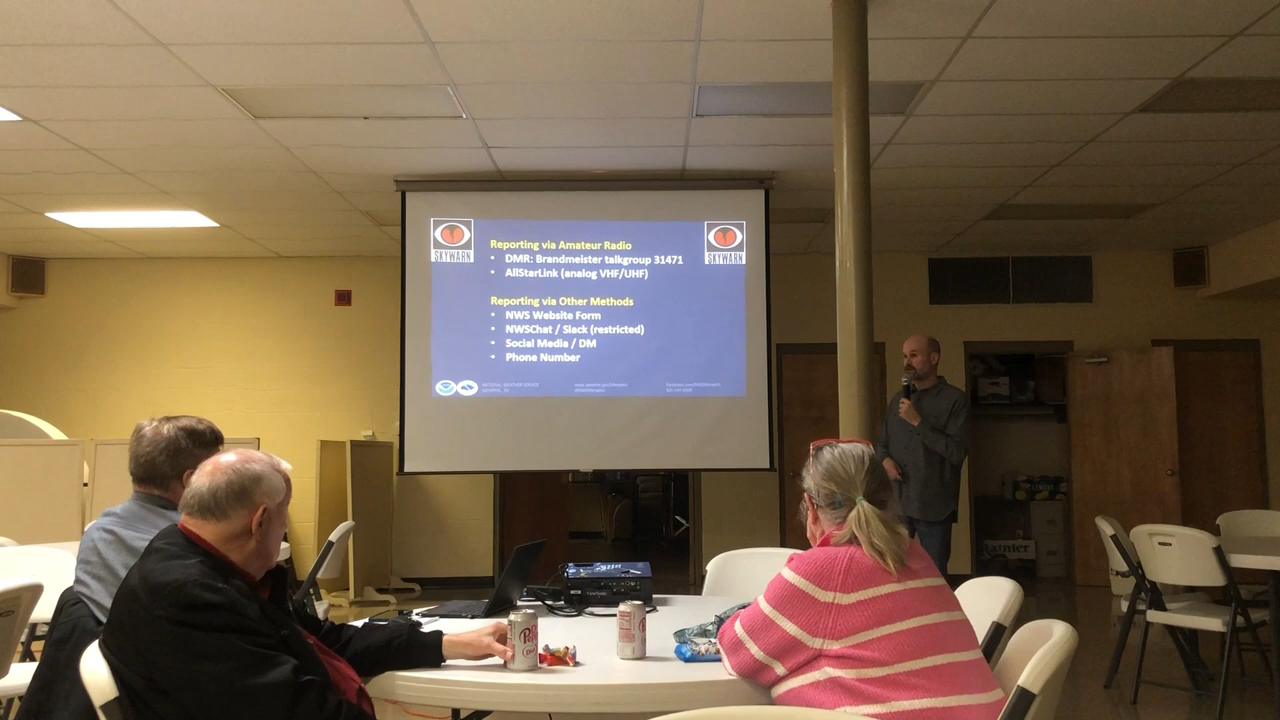 SKYWARN
SKYWARN
Reporting via Amateur Radio
• DMR: Brandmeister talkgroup 31471
• AllStarLink (analog VHF/UHF)
Reporting via Other Methods
• NWS Website Form
• NWSChat / Slack (restricted)
• Social Media / DM
• Phone Number
NATIONAL WEATHER SERVICE